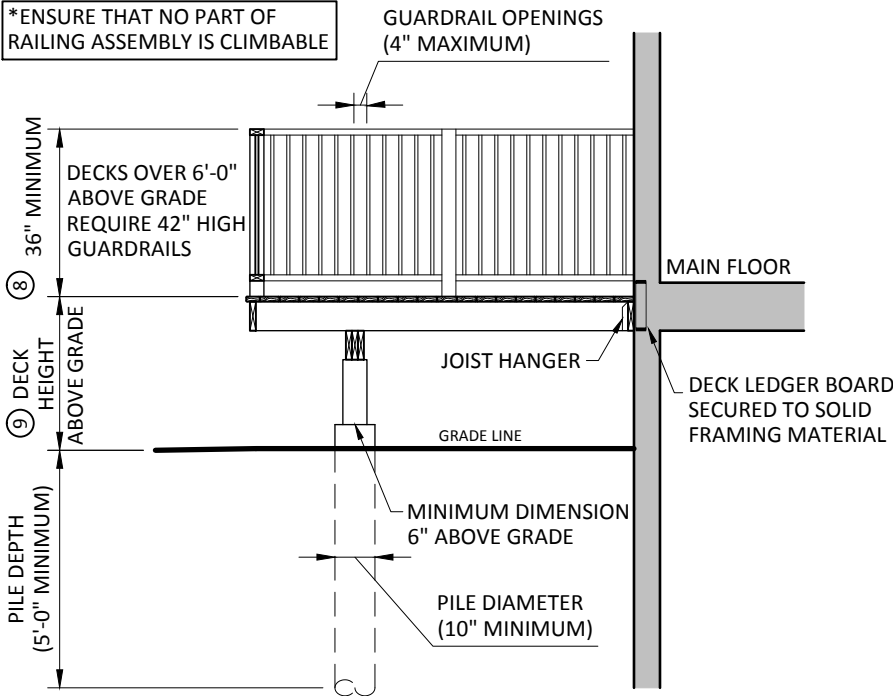 *ENSURE THAT NO PART OF
RAILING ASSEMBLY IS CLIMBABLE
GUARDRAIL OPENINGS
(4" MAXIMUM)
8 36" MINIMUM
DECKS OVER 6'-0"
ABOVE GRADE
REQUIRE 42" HIGH
GUARDRAILS
MAIN FLOOR
9 DECK
HEIGHT
ABOVE GRADE
JOIST HANGER
DECK LEDGER BOARD
SECURED TO SOLID
FRAMING MATERIAL
GRADE LINE
MINIMUM DIMENSION
6" ABOVE GRADE
PILE DEPTH
(5'-0" MINIMUM)
PILE DIAMETER
(10" MINIMUM)